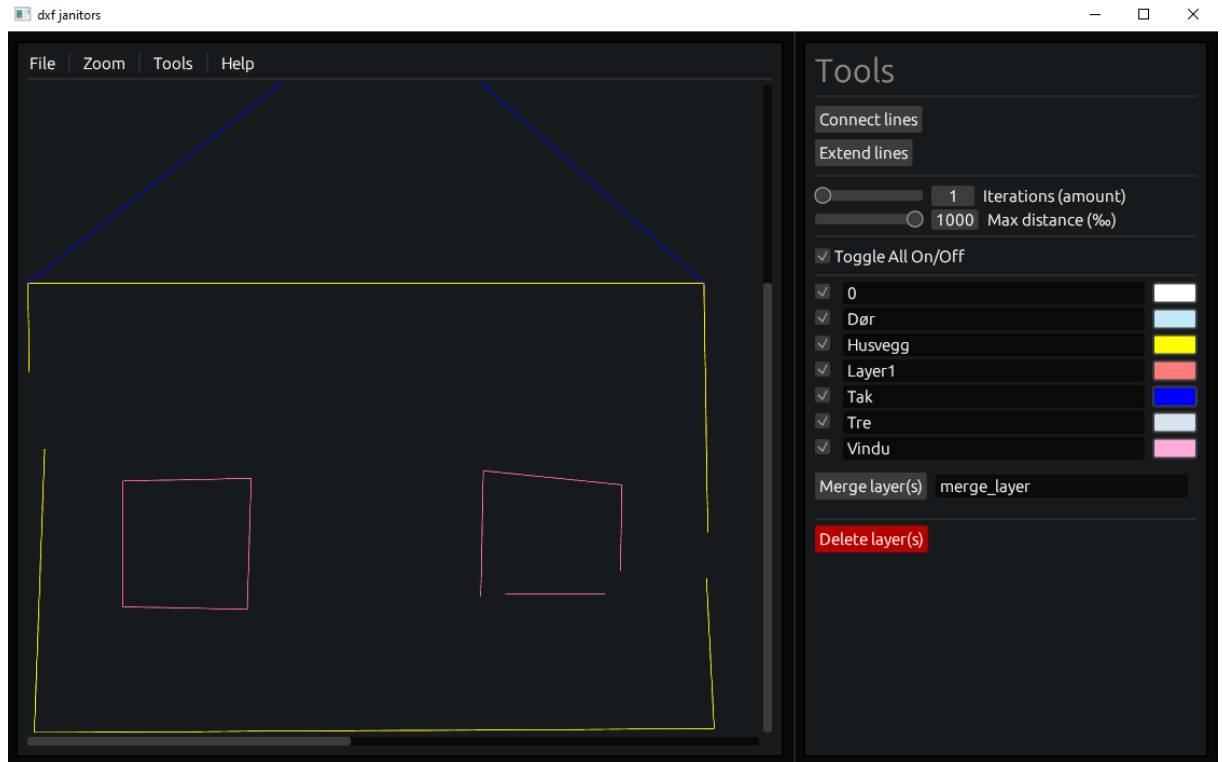 dxf janitors
File Zoom Tools Help
Tools
Connect lines
Extend lines
1 Iterations (amount)
1000 Max distance (‰)
Toggle All On/Off
0
Dør
Husvegg
Layer1
Tak
Tre
Vindu
Merge layer(s) merge_layer
Delete layer(s)